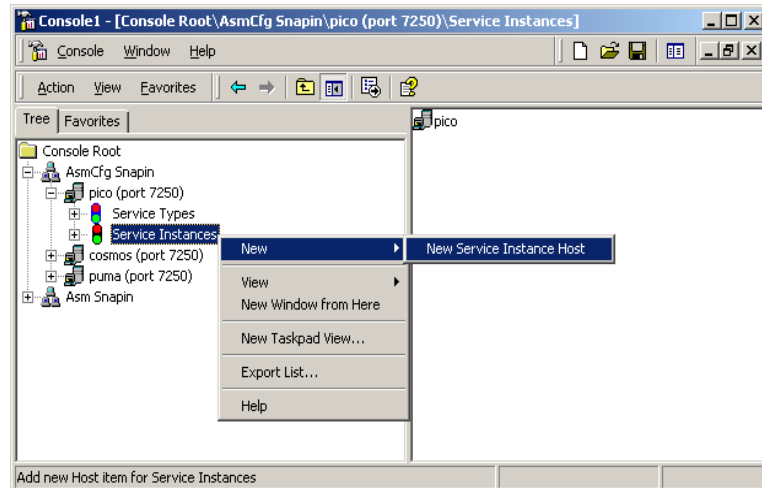 Console1 - [Console Root\AsmCfg Snapin\pico (port 7250)\Service Instances]
Console Window Help
Action View Favorites
Tree Favorites
pico
Console Root
AsmCfg Snapin
pico (port 7250)
Service Types
Service Instances
cosmos (port 7250)
puma (port 7250)
Asm Snapin
New
New Service Instance Host
View
New Window from Here
New Taskpad View...
Export List...
Help
Add new Host item for Service Instances